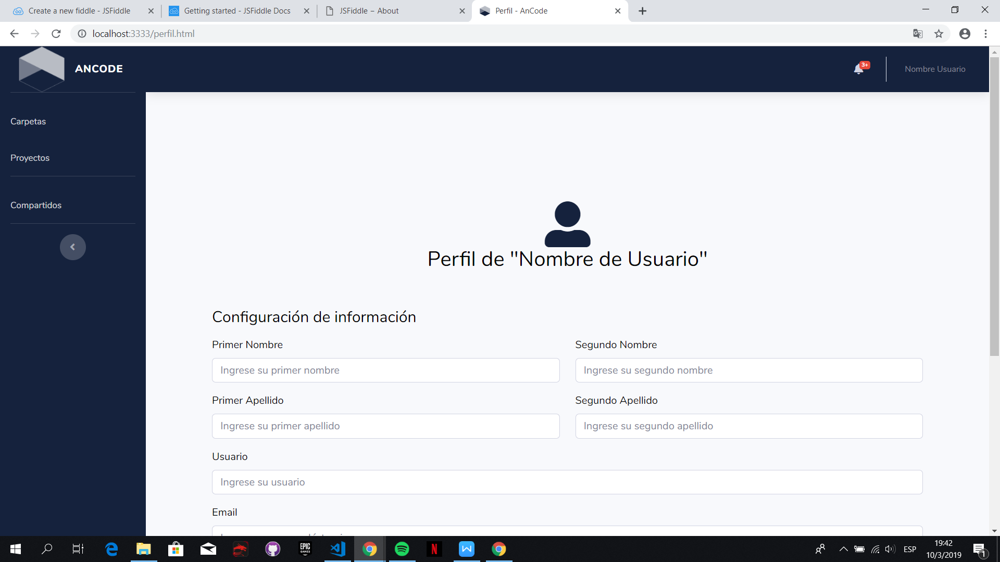 Create a new fiddle - JSFiddle
Getting started - JSFiddle Docs
JSFiddle – About
Perfil - AnCode
localhost:3333/perfil.html
ANCODE
3+
Nombre Usuario
Carpetas
Proyectos
Compartidos
Perfil de "Nombre de Usuario"
Configuración de información
Primer Nombre
Segundo Nombre
Ingrese su primer nombre
Ingrese su segundo nombre
Primer Apellido
Segundo Apellido
Ingrese su primer apellido
Ingrese su segundo apellido
Usuario
Ingrese su usuario
Email
EPIC
GAMES
ESP
19:42
10/3/2019
1